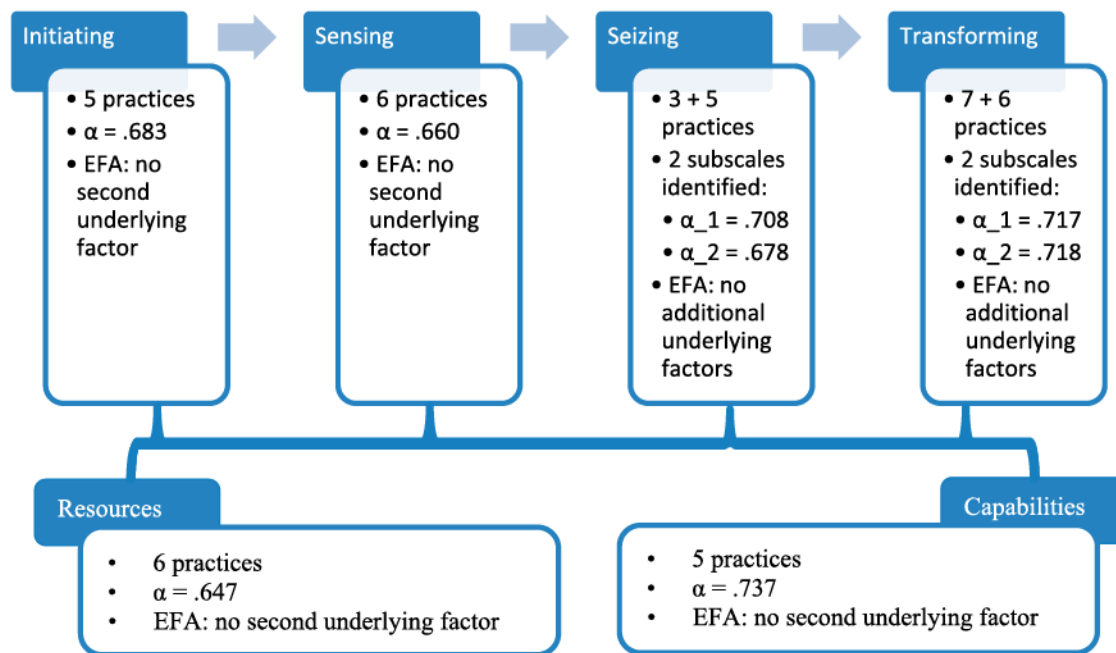 Initiating
• 5 practices
• α = .683
• EFA: no
second
underlying
factor
Sensing
• 6 practices
• α = .660
• EFA: no
second
underlying
factor
Seizing
• 3 + 5
practices
• 2 subscales
identified:
• α_1 = .708
• α_2 = .678
• EFA: no
additional
underlying
factors
Transforming
• 7 + 6
practices
• 2 subscales
identified:
• α_1 = .717
• α_2 = .718
• EFA: no
additional
underlying
factors
Resources
• 6 practices
• α = .647
• EFA: no second underlying factor
Capabilities
• 5 practices
• α = .737
• EFA: no second underlying factor